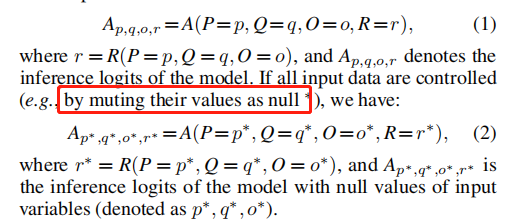 A_{p,q,o,r} = A(P=p, Q=q, O=o, R=r), (1)
where r = R(P=p, Q=q, O=o), and A_{p,q,o,r} denotes the
inference logits of the model. If all input data are controlled
(e.g., by muting their values as null *), we have:
A_{p*,q*,o*,r*} = A(P=p*, Q=q*, O=o*, R=r*), (2)
where r* = R(P=p*, Q=q*, O=o*), and A_{p*,q*,o*,r*} is
the inference logits of the model with null values of input
variables (denoted as p*, q*, o*).